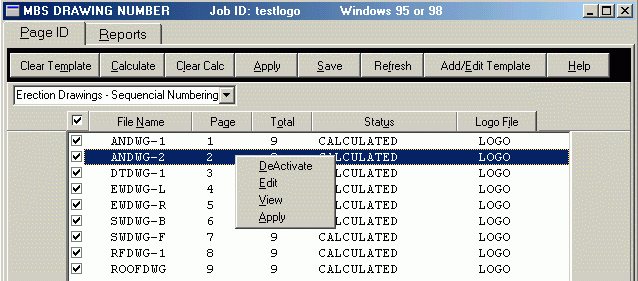 MBS DRAWING NUMBER Job ID: testlogo Windows 95 or 98
Page ID Reports
Clear Template Calculate Clear Calc Apply Save Refresh Add/Edit Template Help
Erection Drawings - Sequencial Numbering
File Name Page Total Status Logo File
ANDWG-1 1 9 CALCULATED LOGO
ANDWG-2 2 CALCULATED LOGO
DTDWG-1 3 CALCULATED LOGO
EWDWG-L 4 CALCULATED LOGO
EWDWG-R 5 CALCULATED LOGO
SWDWG-B 6 CALCULATED LOGO
SWDWG-F 7 9 CALCULATED LOGO
RFDWG-1 8 9 CALCULATED LOGO
ROOFDWG 9 9 CALCULATED LOGO
DeActivate
Edit
View
Apply